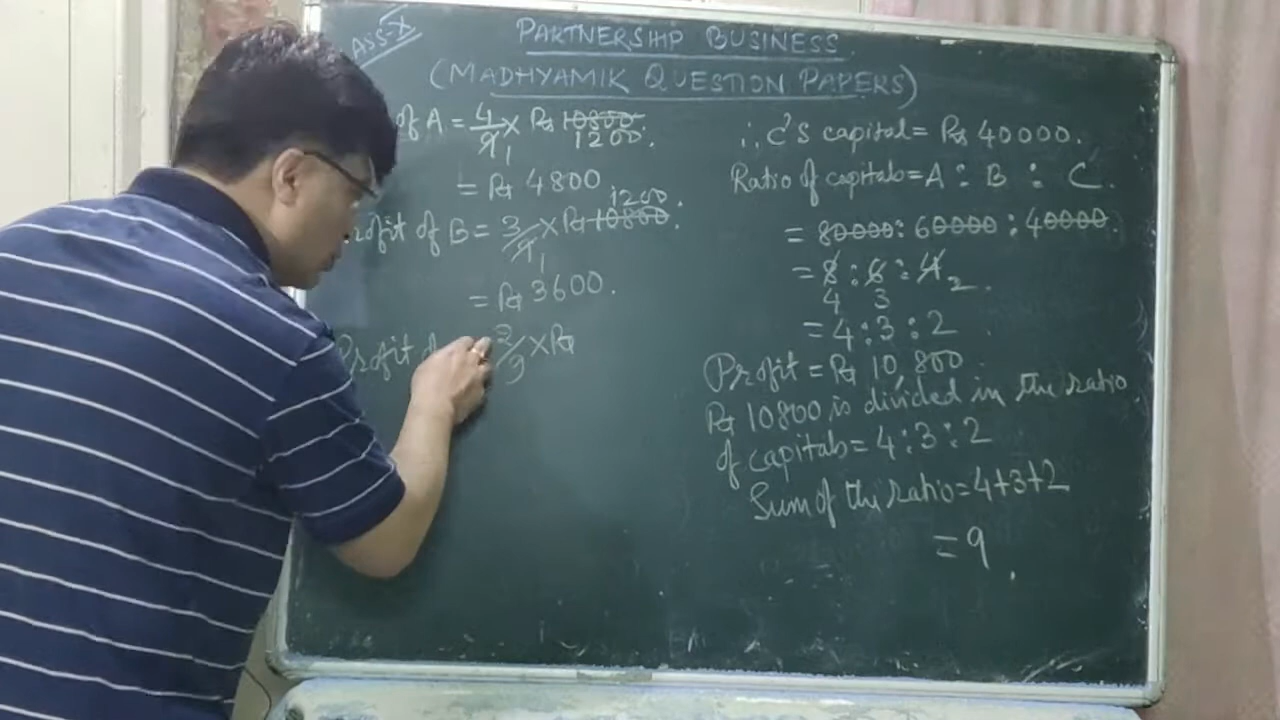 ASS-X
PARTNERSHIP BUSINESS
(MADHYAMIK QUESTION PAPERS)
of A = 4/9 1 × Rs 10800 1200.
= Rs 4800
Profit of B = 3/9 1 × Rs 10800 1200.
= Rs 3600.
Profit of 2/9 × Rs
∴ C's capital = Rs 40000.
Ratio of capitals = A : B : C.
= 80000 : 60000 : 40000.
= 8 : 6 : 4 2.
4 3
= 4 : 3 : 2
Profit = Rs 10,800
Rs 10800 is divided in the ratio
of capitals = 4 : 3 : 2
Sum of the ratio = 4+3+2
= 9.